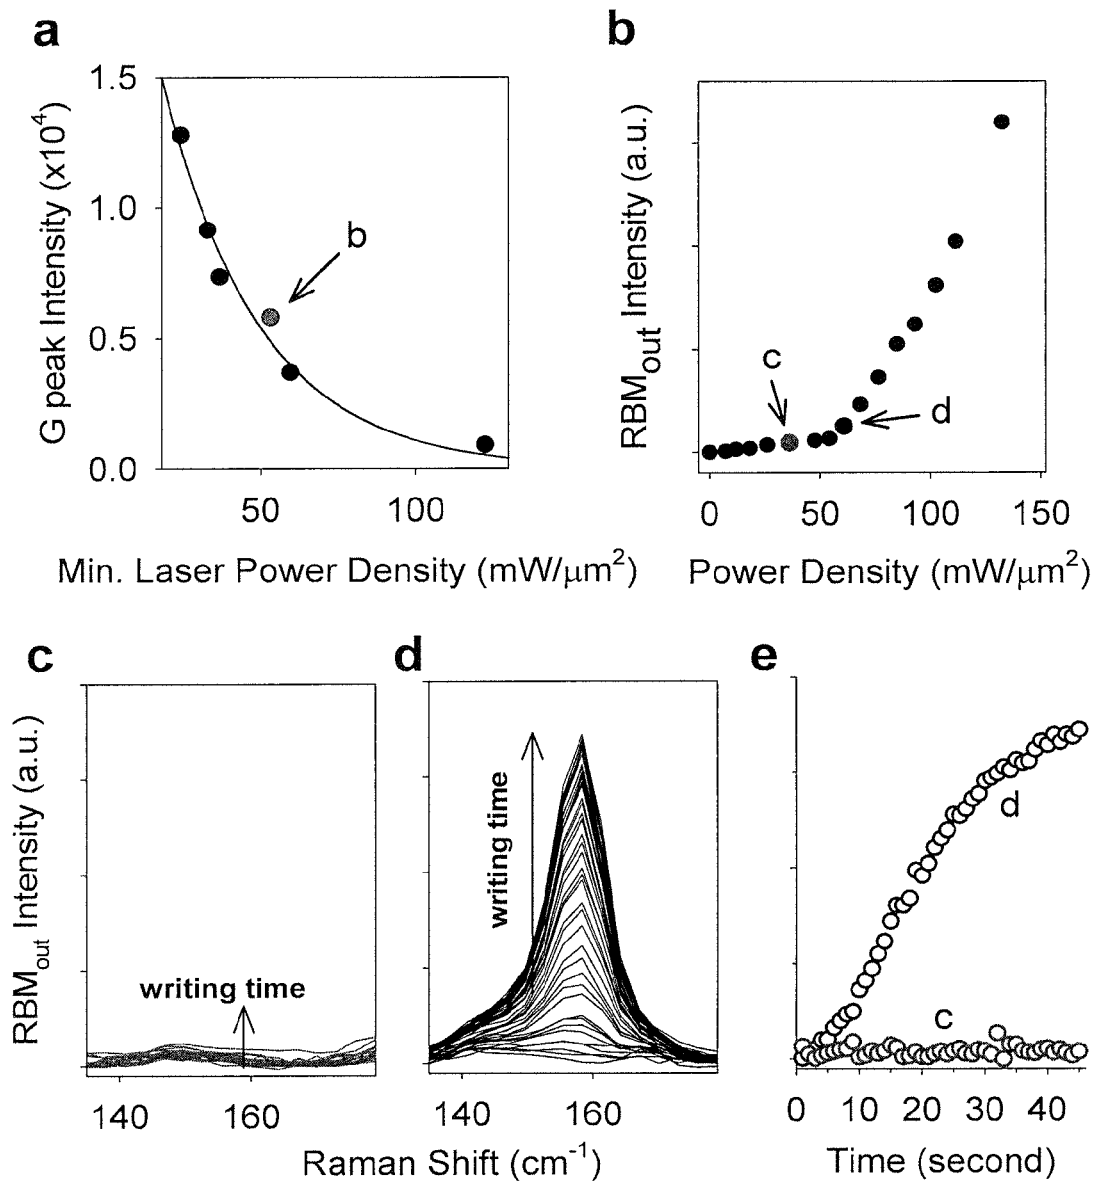 a
b
G peak Intensity (x10⁴)
1.5
1.0
0.5
0.0
b
50
100
Min. Laser Power Density (mW/μm²)
RBM_out Intensity (a.u.)
c
d
0
50
100
150
Power Density (mW/μm²)
c
d
e
RBM_out Intensity (a.u.)
writing time
140
160
writing time
140
160
Raman Shift (cm⁻¹)
d
c
0
10
20
30
40
Time (second)